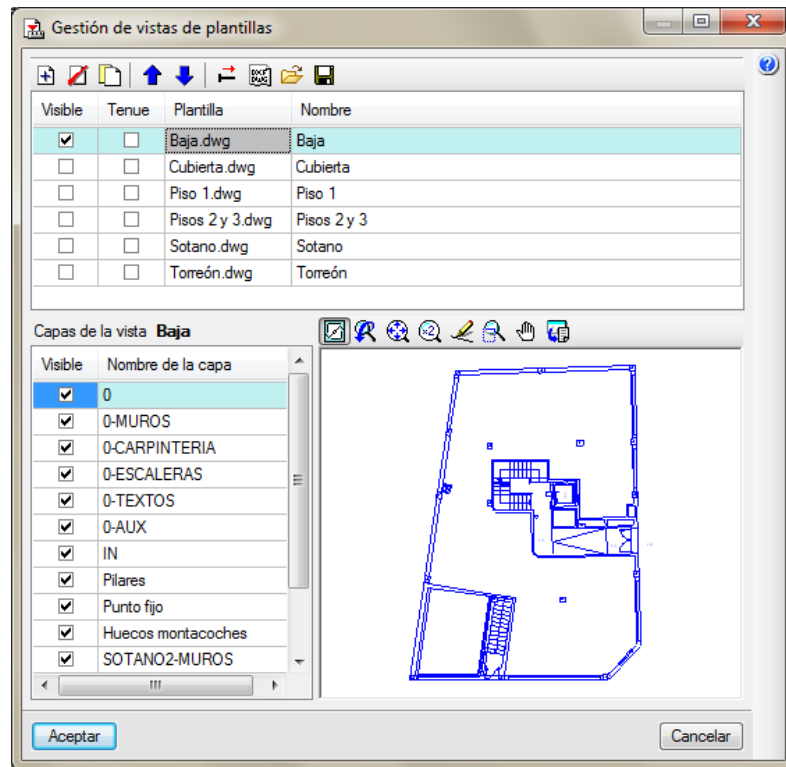 Gestión de vistas de plantillas
DXF DWG
Visible Tenue Plantilla Nombre
Baja.dwg Baja
Cubierta.dwg Cubierta
Piso 1.dwg Piso 1
Pisos 2 y 3.dwg Pisos 2 y 3
Sotano.dwg Sotano
Torreón.dwg Torreón
Capas de la vista Baja
x2
Visible Nombre de la capa
0
0-MUROS
0-CARPINTERIA
0-ESCALERAS
0-TEXTOS
0-AUX
IN
Pilares
Punto fijo
Huecos montacoches
SOTANO2-MUROS
Aceptar Cancelar